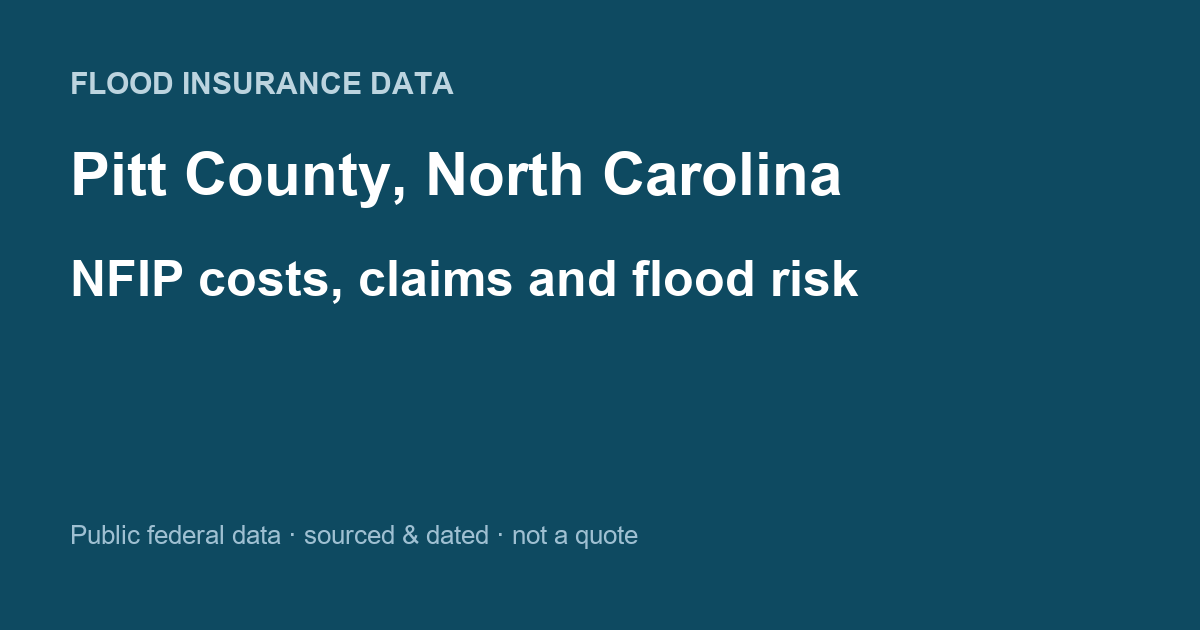 FLOOD INSURANCE DATA
Pitt County, North Carolina
NFIP costs, claims and flood risk
Public federal data · sourced & dated · not a quote